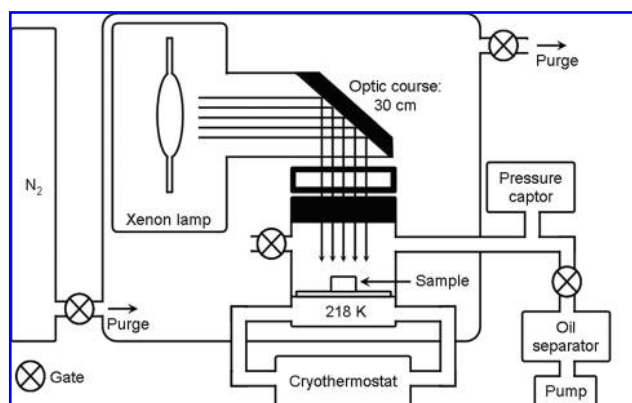 Optic course:
30 cm
Purge
N2
Xenon lamp
Pressure
captor
Sample
218 K
Purge
Oil
separator
Gate
Cryothermostat
Pump